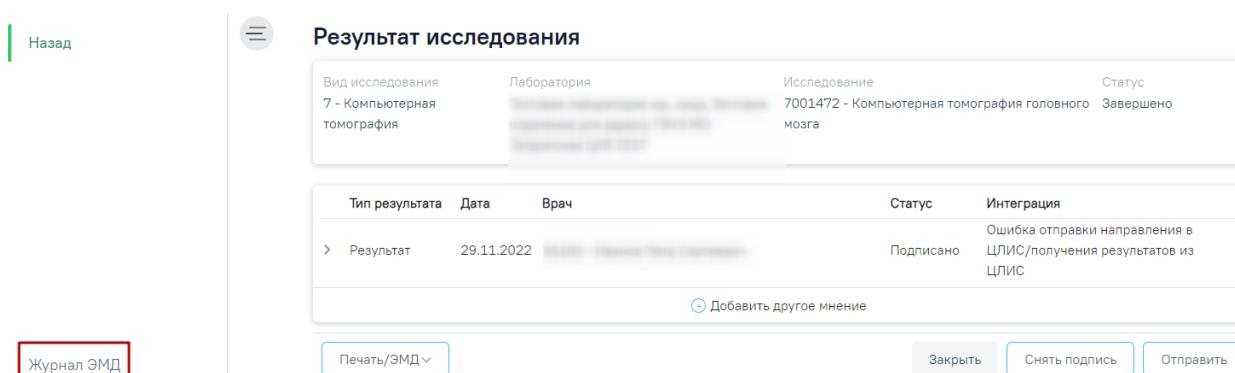 Назад
Результат исследования
Вид исследования Лаборатория Исследование Статус
7 - Компьютерная 7001472 - Компьютерная томография головного Завершено
томография мозга
Тип результата Дата Врач Статус Интеграция
Ошибка отправки направления в
Результат 29.11.2022 Подписано ЦЛИС/получения результатов из
ЦЛИС
Добавить другое мнение
Журнал ЭМД Печать/ЭМД Закрыть Снять подпись Отправить